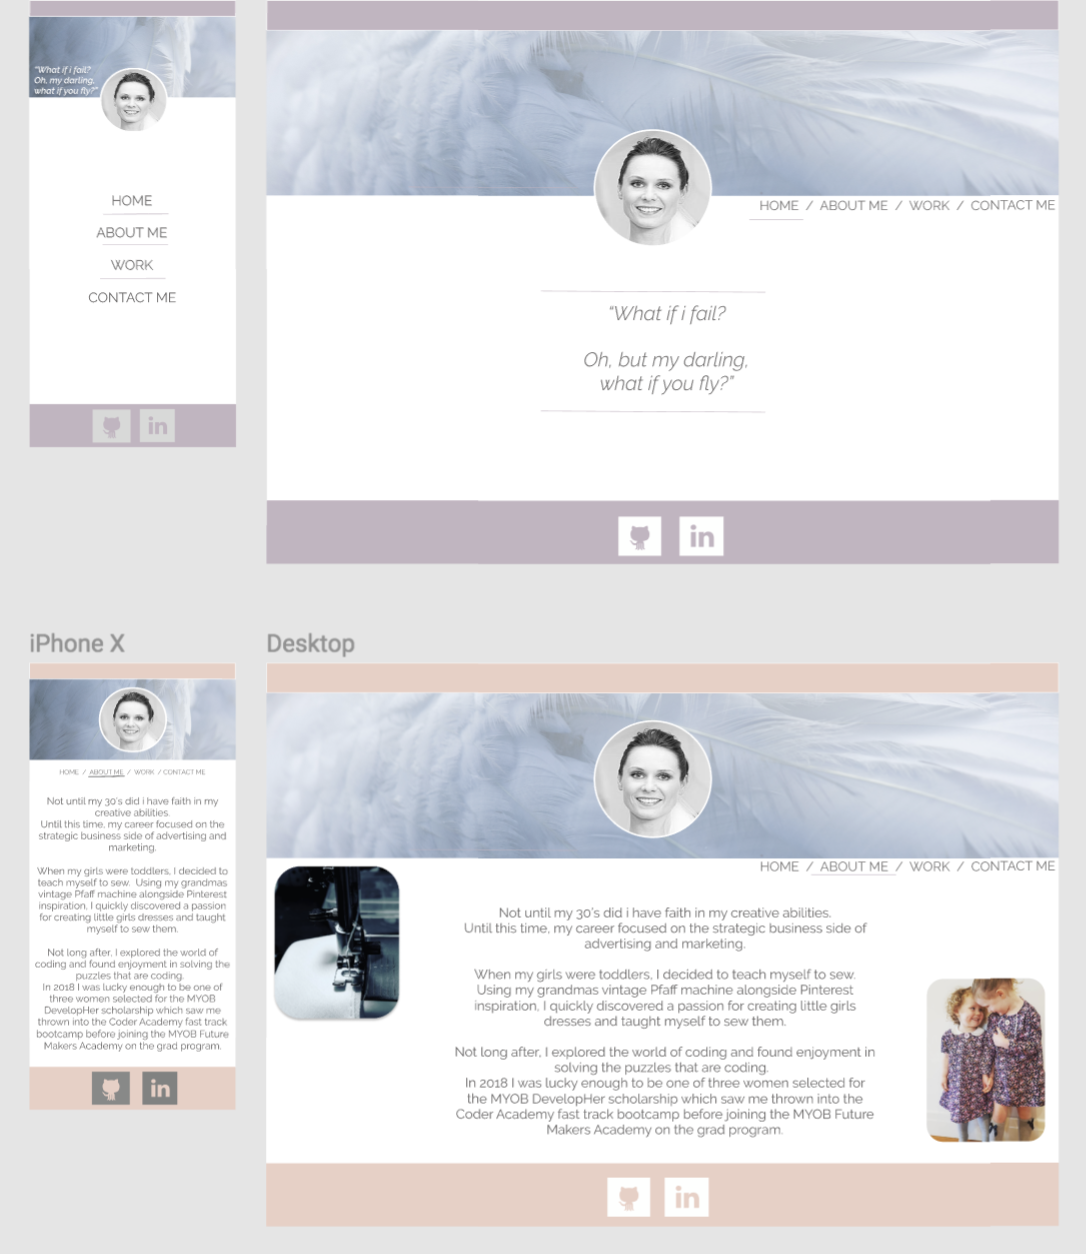 “What if i fail?
Oh, my darling,
what if you fly?”
HOME
ABOUT ME
WORK
CONTACT ME
in
HOME / ABOUT ME / WORK / CONTACT ME
“What if i fail?
Oh, but my darling,
what if you fly?”
in
iPhone X
HOME / ABOUT ME / WORK / CONTACT ME
Not until my 30's did i have faith in my
creative abilities.
Until this time, my career focused on the
strategic business side of advertising and
marketing.
When my girls were toddlers, I decided to
teach myself to sew. Using my grandmas
vintage Pfaff machine alongside Pinterest
inspiration, I quickly discovered a passion
for creating little girls dresses and taught
myself to sew them.
Not long after, I explored the world of
coding and found enjoyment in solving the
puzzles that are coding.
In 2018 I was lucky enough to be one of
three women selected for the MYOB
DevelopHer scholarship which saw me
thrown into the Coder Academy fast track
bootcamp before joining the MYOB Future
Makers Academy on the grad program.
in
Desktop
HOME / ABOUT ME / WORK / CONTACT ME
Not until my 30's did i have faith in my creative abilities.
Until this time, my career focused on the strategic business side of
advertising and marketing.
When my girls were toddlers, I decided to teach myself to sew.
Using my grandmas vintage Pfaff machine alongside Pinterest
inspiration, I quickly discovered a passion for creating little girls
dresses and taught myself to sew them.
Not long after, I explored the world of coding and found enjoyment in
solving the puzzles that are coding.
In 2018 I was lucky enough to be one of three women selected for
the MYOB DevelopHer scholarship which saw me thrown into the
Coder Academy fast track bootcamp before joining the MYOB Future
Makers Academy on the grad program.
in